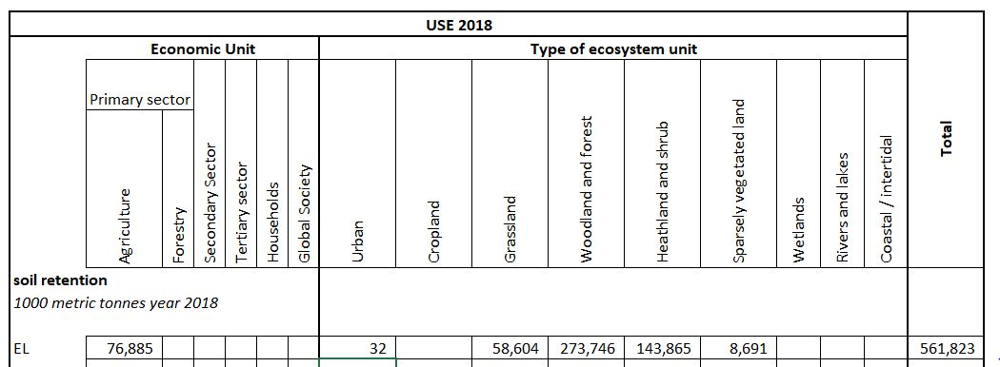 USE 2018
Economic Unit Type of ecosystem unit
Primary sector
Agriculture
Forestry
Secondary Sector
Tertiary sector
Households
Global Society
Urban
Cropland
Grassland
Woodland and forest
Heathland and shrub
Sparsely vegetated land
Wetlands
Rivers and lakes
Coastal / intertidal
Total
soil retention
1000 metric tonnes year 2018
EL 76,885 32 58,604 273,746 143,865 8,691 561,823